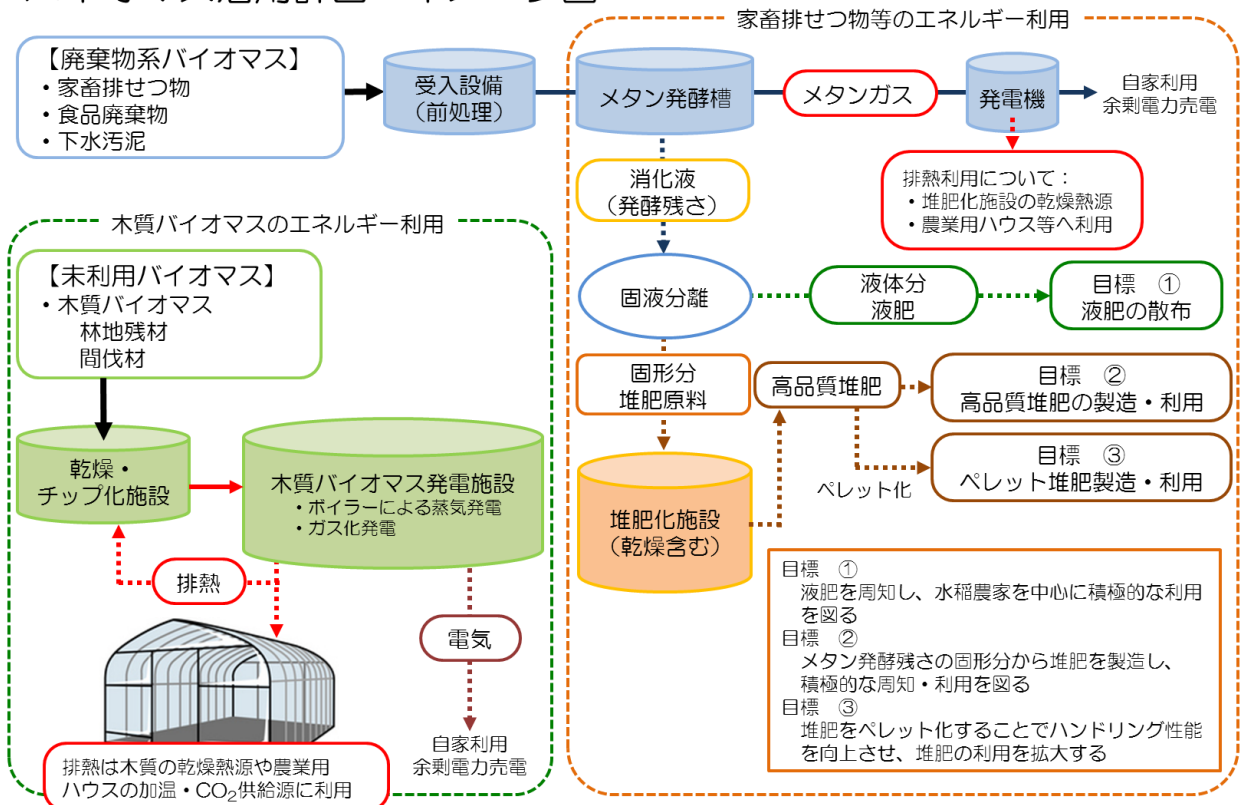 家畜排せつ物等のエネルギー利用
【廃棄物系バイオマス】
・家畜排せつ物
・食品廃棄物
・下水汚泥
受入設備
（前処理）
メタン発酵槽
メタンガス
発電機
自家利用
余剰電力売電
消化液
（発酵残さ）
排熱利用について：
・堆肥化施設の乾燥熱源
・農業用ハウス等へ利用
固液分離
液体分
液肥
目標　①
液肥の散布
固形分
堆肥原料
高品質堆肥
目標　②
高品質堆肥の製造・利用
目標　③
ペレット堆肥製造・利用
ペレット化
堆肥化施設
（乾燥含む）
目標　①
液肥を周知し、水稲農家を中心に積極的な利用
を図る
目標　②
メタン発酵残さの固形分から堆肥を製造し、
積極的な周知・利用を図る
目標　③
堆肥をペレット化することでハンドリング性能
を向上させ、堆肥の利用を拡大する
木質バイオマスのエネルギー利用
【未利用バイオマス】
・木質バイオマス
林地残材
間伐材
乾燥・
チップ化施設
木質バイオマス発電施設
・ボイラーによる蒸気発電
・ガス化発電
排熱
電気
自家利用
余剰電力売電
排熱は木質の乾燥熱源や農業用
ハウスの加温・CO₂供給源に利用